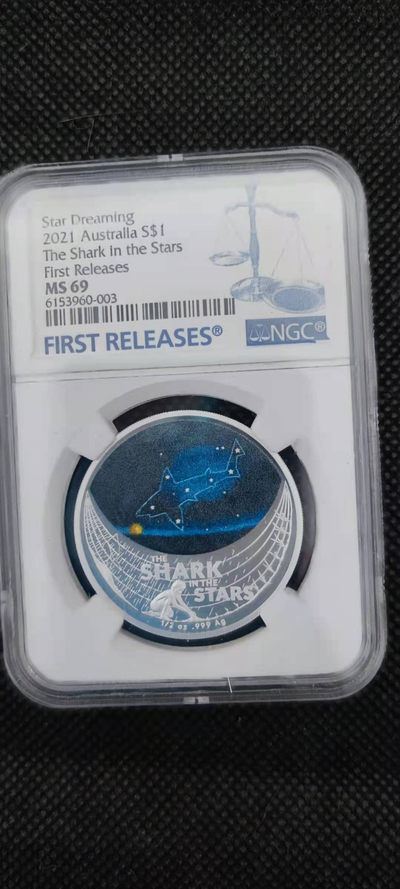 Star Dreaming
2021 Australia S$1
The Shark in the Stars
First Releases
MS 69
6153960-003
FIRST RELEASES®
NGC®
THE
SHARK
IN THE
STARS
1/2 oz .999 Ag